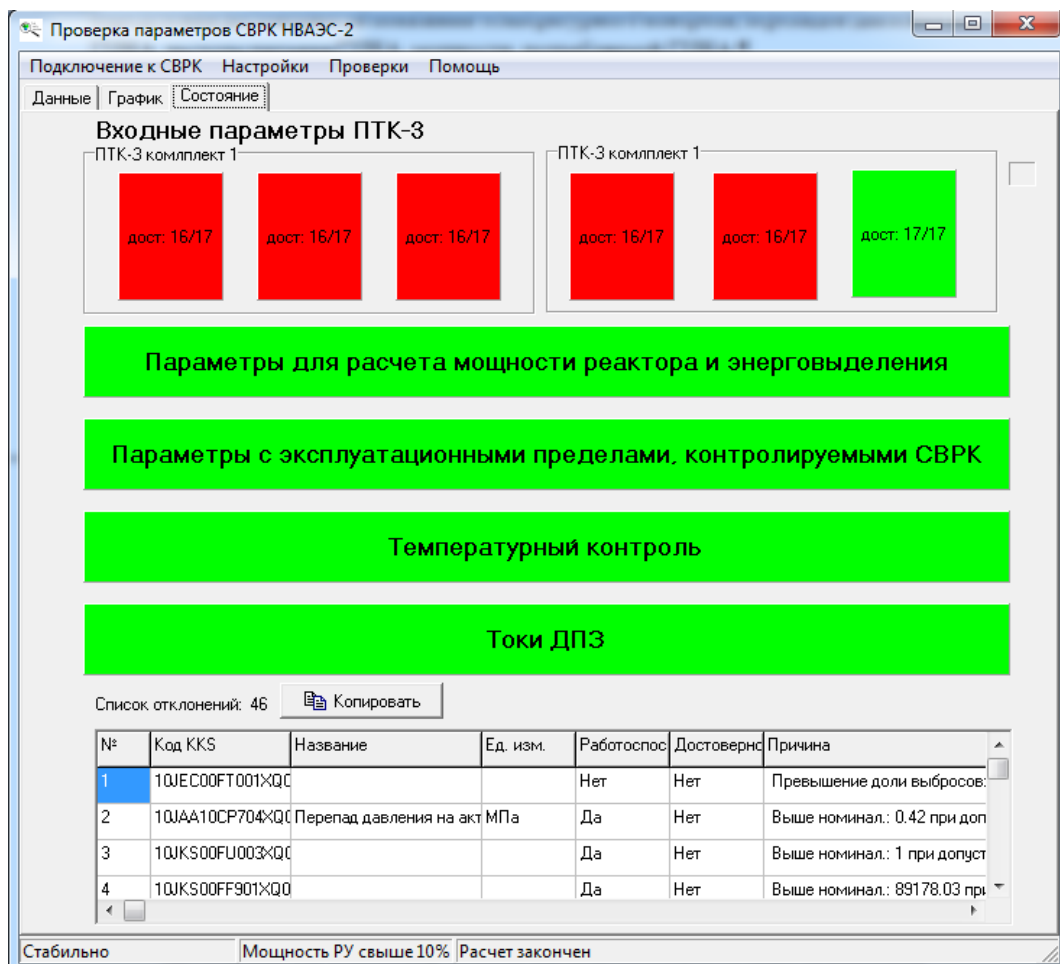 Проверка параметров СВРК НВАЭС-2
Подключение к СВРК Настройки Проверки Помощь
Данные График Состояние
Входные параметры ПТК-3
ПТК-3 комлплект 1 ПТК-3 комлплект 1
дост: 16/17 дост: 16/17 дост: 16/17 дост: 16/17 дост: 16/17 дост: 17/17
Параметры для расчета мощности реактора и энерговыделения
Параметры с эксплуатационными пределами, контролируемыми СВРК
Температурный контроль
Токи ДПЗ
Список отклонений: 46 Копировать
№ Код KKS Название Ед. изм. Работоспос Достоверно Причина
1 10JEC00FT001XQ0 Нет Нет Превышение доли выбросов:
2 10JAA10CP704XQ0 Перепад давления на акт МПа Да Нет Выше номинал.: 0.42 при доп
3 10JKS00FU003XQ0 Да Нет Выше номинал.: 1 при допуст
4 10JKS00FF901XQ0 Да Нет Выше номинал.: 89178.03 при
Стабильно Мощность РУ свыше 10% Расчет закончен